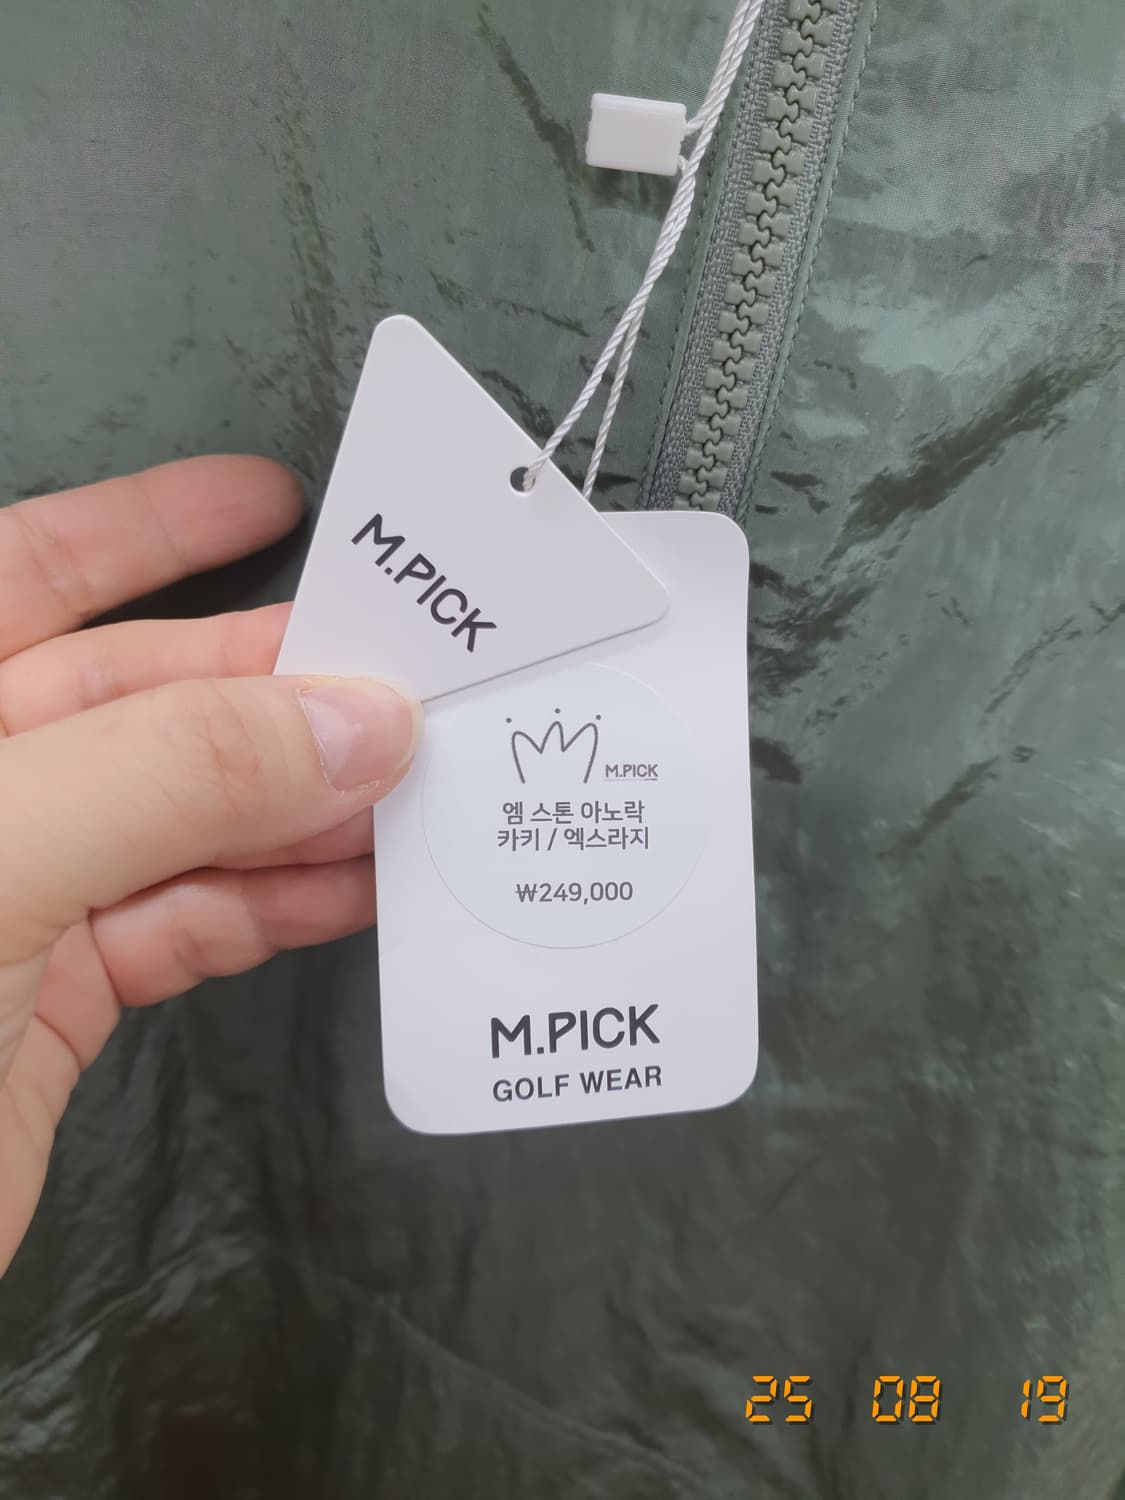 M.PICK
M.PICK
엠 스톤 아노락
카키 / 엑스라지
₩249,000
M.PICK
GOLF WEAR
25 08 19